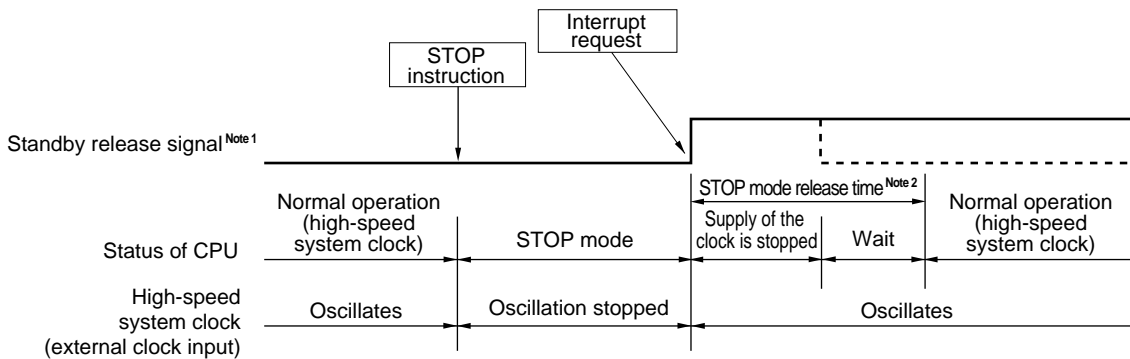 Interrupt
request
STOP
instruction
Standby release signal Note 1
STOP mode release time Note 2
Normal operation
(high-speed
system clock)
Supply of the
clock is stopped
Normal operation
(high-speed
system clock)
Status of CPU
STOP mode
Wait
High-speed
system clock
(external clock input)
Oscillates
Oscillation stopped
Oscillates